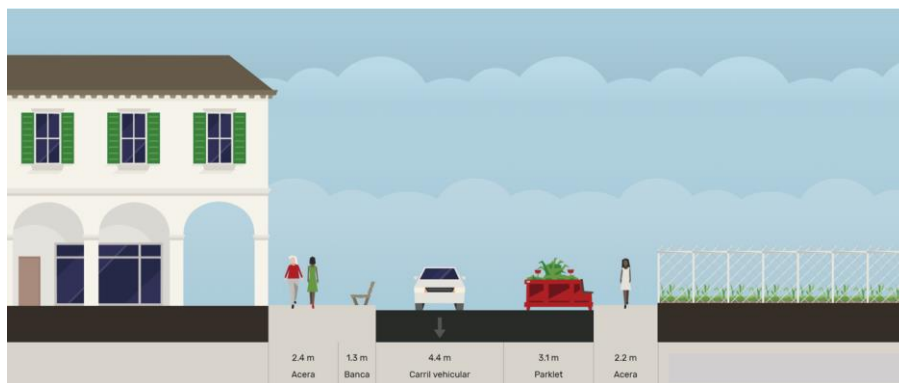 2.4 m 1.3 m 4.4 m 3.1 m 2.2 m
Acera Banca Carril vehicular Parklet Acera